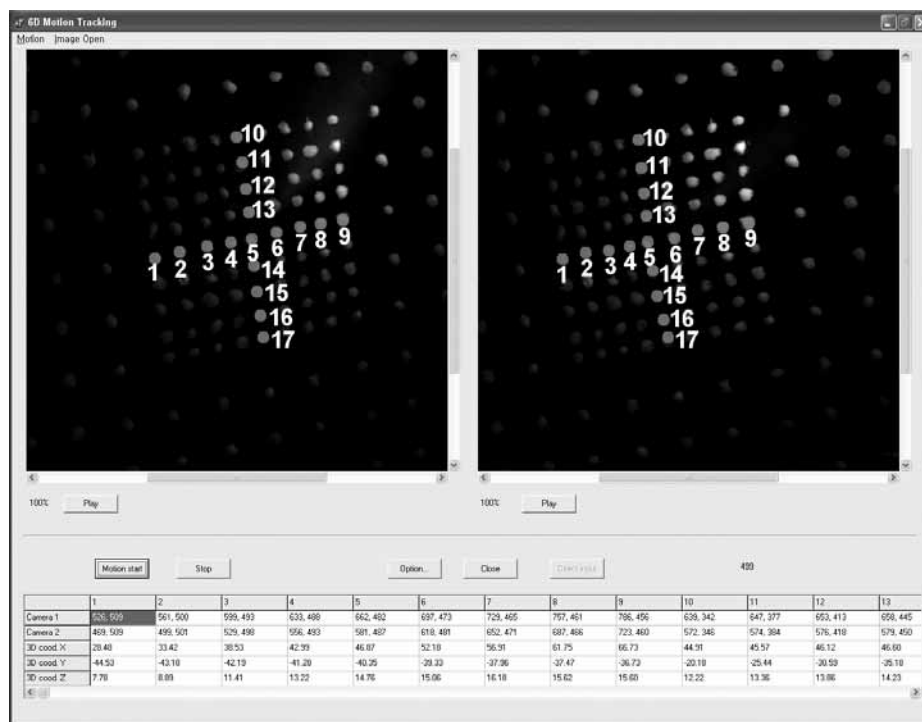 6D Motion Tracking
Motion Image Open
10 10
11 11
12 12
13 13
1 2 3 4 5 6 7 8 9 1 2 3 4 5 6 7 8 9
14 14
15 15
16 16
17 17
100% Play 100% Play
Motion start Stop Option... Close 499
1 2 3 4 5 6 7 8 9 10 11 12 13
Camera 1 526, 509 561, 500 599, 493 633, 488 662, 482 697, 473 729, 465 757, 461 786, 456 639, 342 647, 377 653, 413 658, 445
Camera 2 469, 509 499, 501 529, 498 556, 493 581, 487 618, 481 652, 471 687, 466 723, 460 572, 346 574, 384 576, 418 579, 450
3D cood. X 28.48 33.42 38.53 42.99 46.87 52.18 56.91 61.75 66.73 44.91 45.57 46.12 46.60
3D cood. Y -44.53 -43.18 -42.19 -41.28 -40.35 -39.33 -37.96 -37.47 -36.73 -20.18 -25.44 -30.59 -35.18
3D cood. Z 7.78 8.89 11.41 13.22 14.76 15.06 16.18 15.62 15.60 12.22 13.36 13.86 14.23